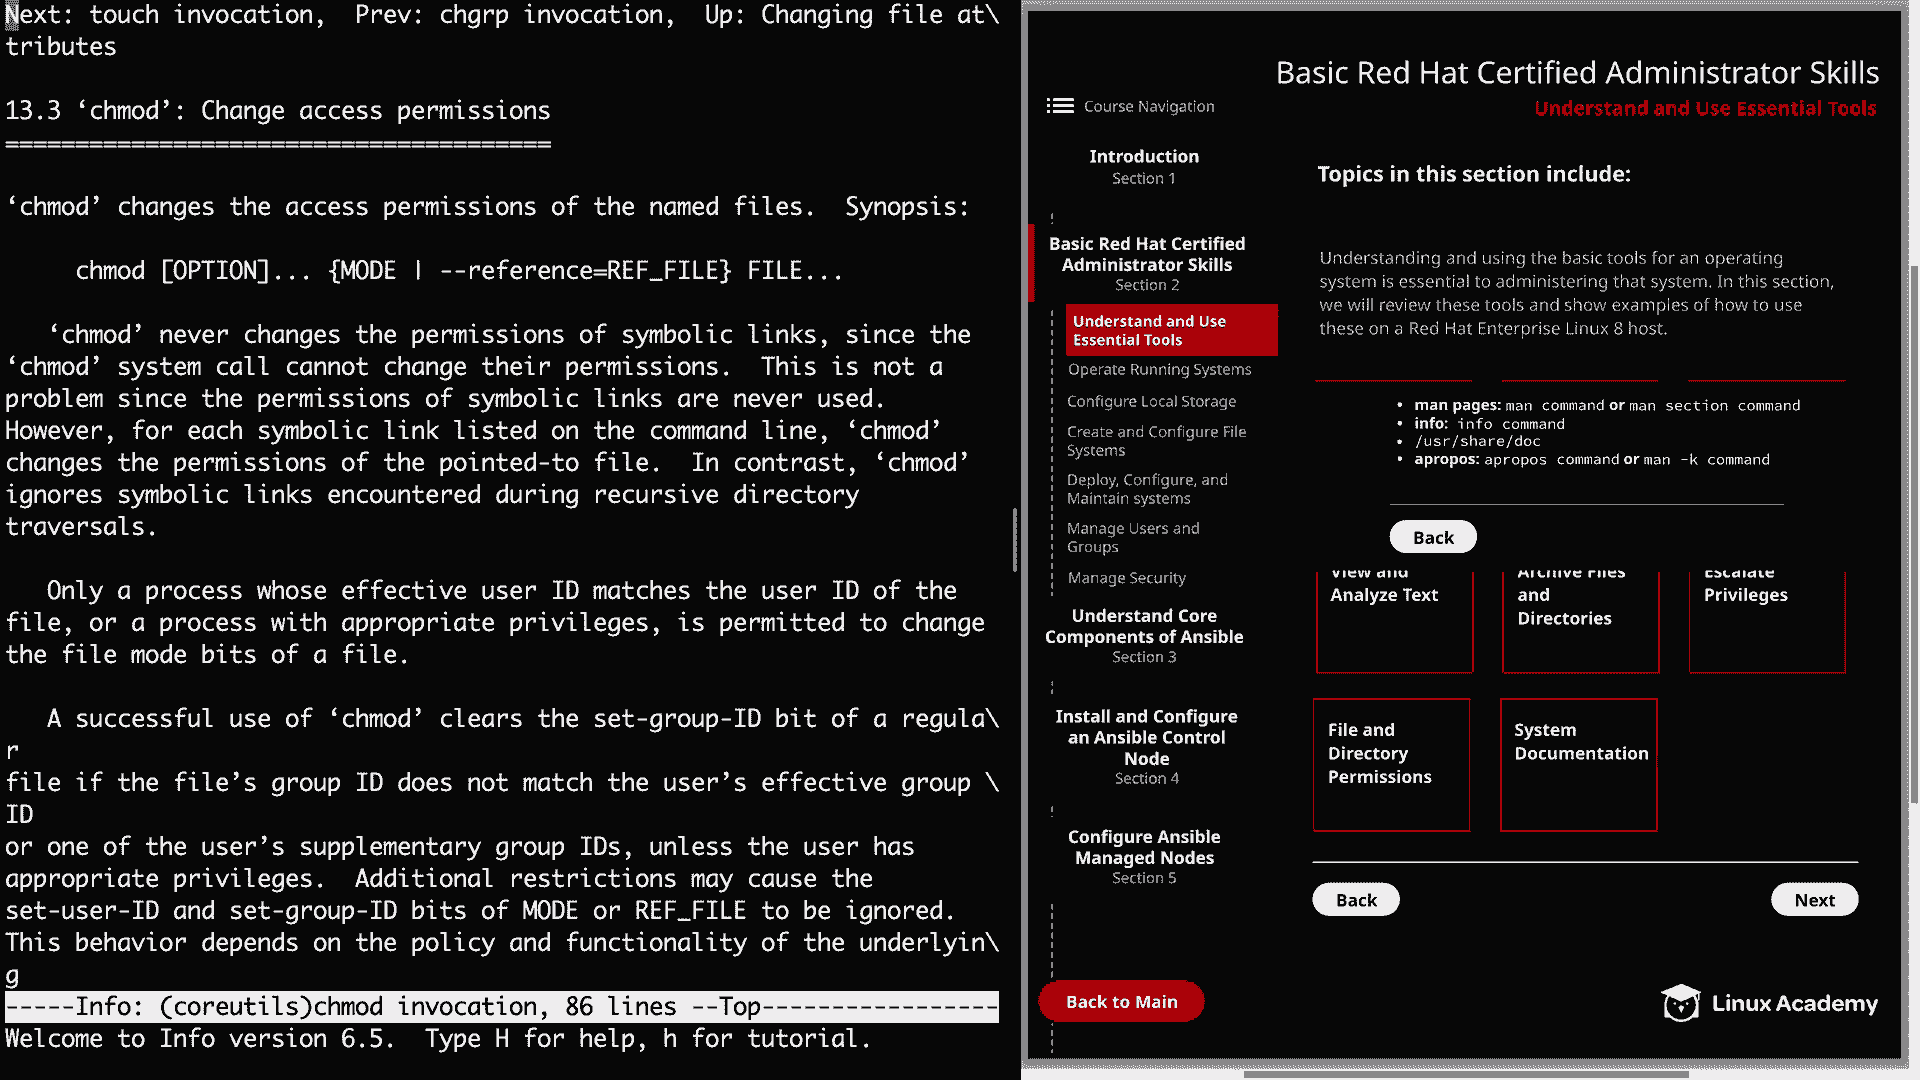 Next: touch invocation,  Prev: chgrp invocation,  Up: Changing file at\
tributes
13.3 ‘chmod’: Change access permissions
=======================================
‘chmod’ changes the access permissions of the named files.  Synopsis:
chmod [OPTION]... {MODE | --reference=REF_FILE} FILE...
‘chmod’ never changes the permissions of symbolic links, since the
‘chmod’ system call cannot change their permissions.  This is not a
problem since the permissions of symbolic links are never used.
However, for each symbolic link listed on the command line, ‘chmod’
changes the permissions of the pointed-to file.  In contrast, ‘chmod’
ignores symbolic links encountered during recursive directory
traversals.
Only a process whose effective user ID matches the user ID of the
file, or a process with appropriate privileges, is permitted to change
the file mode bits of a file.
A successful use of ‘chmod’ clears the set-group-ID bit of a regula\
r
file if the file’s group ID does not match the user’s effective group \
ID
or one of the user’s supplementary group IDs, unless the user has
appropriate privileges.  Additional restrictions may cause the
set-user-ID and set-group-ID bits of MODE or REF_FILE to be ignored.
This behavior depends on the policy and functionality of the underlyin\
g
-----Info: (coreutils)chmod invocation, 86 lines --Top-----------------
Welcome to Info version 6.5.  Type H for help, h for tutorial.
Basic Red Hat Certified Administrator Skills
Understand and Use Essential Tools
Course Navigation
Introduction
Section 1
Basic Red Hat Certified
Administrator Skills
Section 2
Understand and Use
Essential Tools
Operate Running Systems
Configure Local Storage
Create and Configure File
Systems
Deploy, Configure, and
Maintain systems
Manage Users and
Groups
Manage Security
Understand Core
Components of Ansible
Section 3
Install and Configure
an Ansible Control
Node
Section 4
Configure Ansible
Managed Nodes
Section 5
Back to Main
Topics in this section include:
Understanding and using the basic tools for an operating
system is essential to administering that system. In this section,
we will review these tools and show examples of how to use
these on a Red Hat Enterprise Linux 8 host.
• man pages: man command or man section command
• info: info command
• /usr/share/doc
• apropos: apropos command or man -k command
Back
View and
Analyze Text
Archive Files
and
Directories
Escalate
Privileges
File and
Directory
Permissions
System
Documentation
Back
Next
Linux Academy